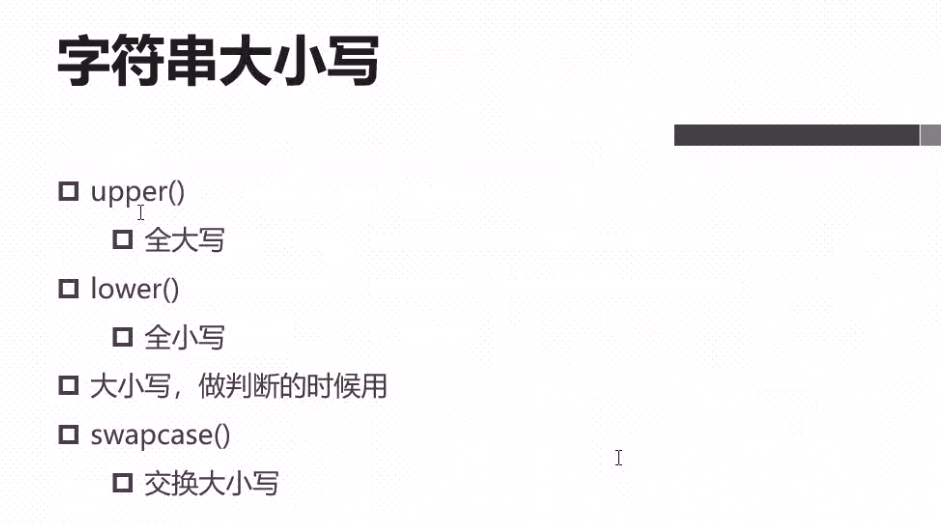 字符串大小写
upper()
全大写
lower()
全小写
大小写，做判断的时候用
swapcase()
交换大小写